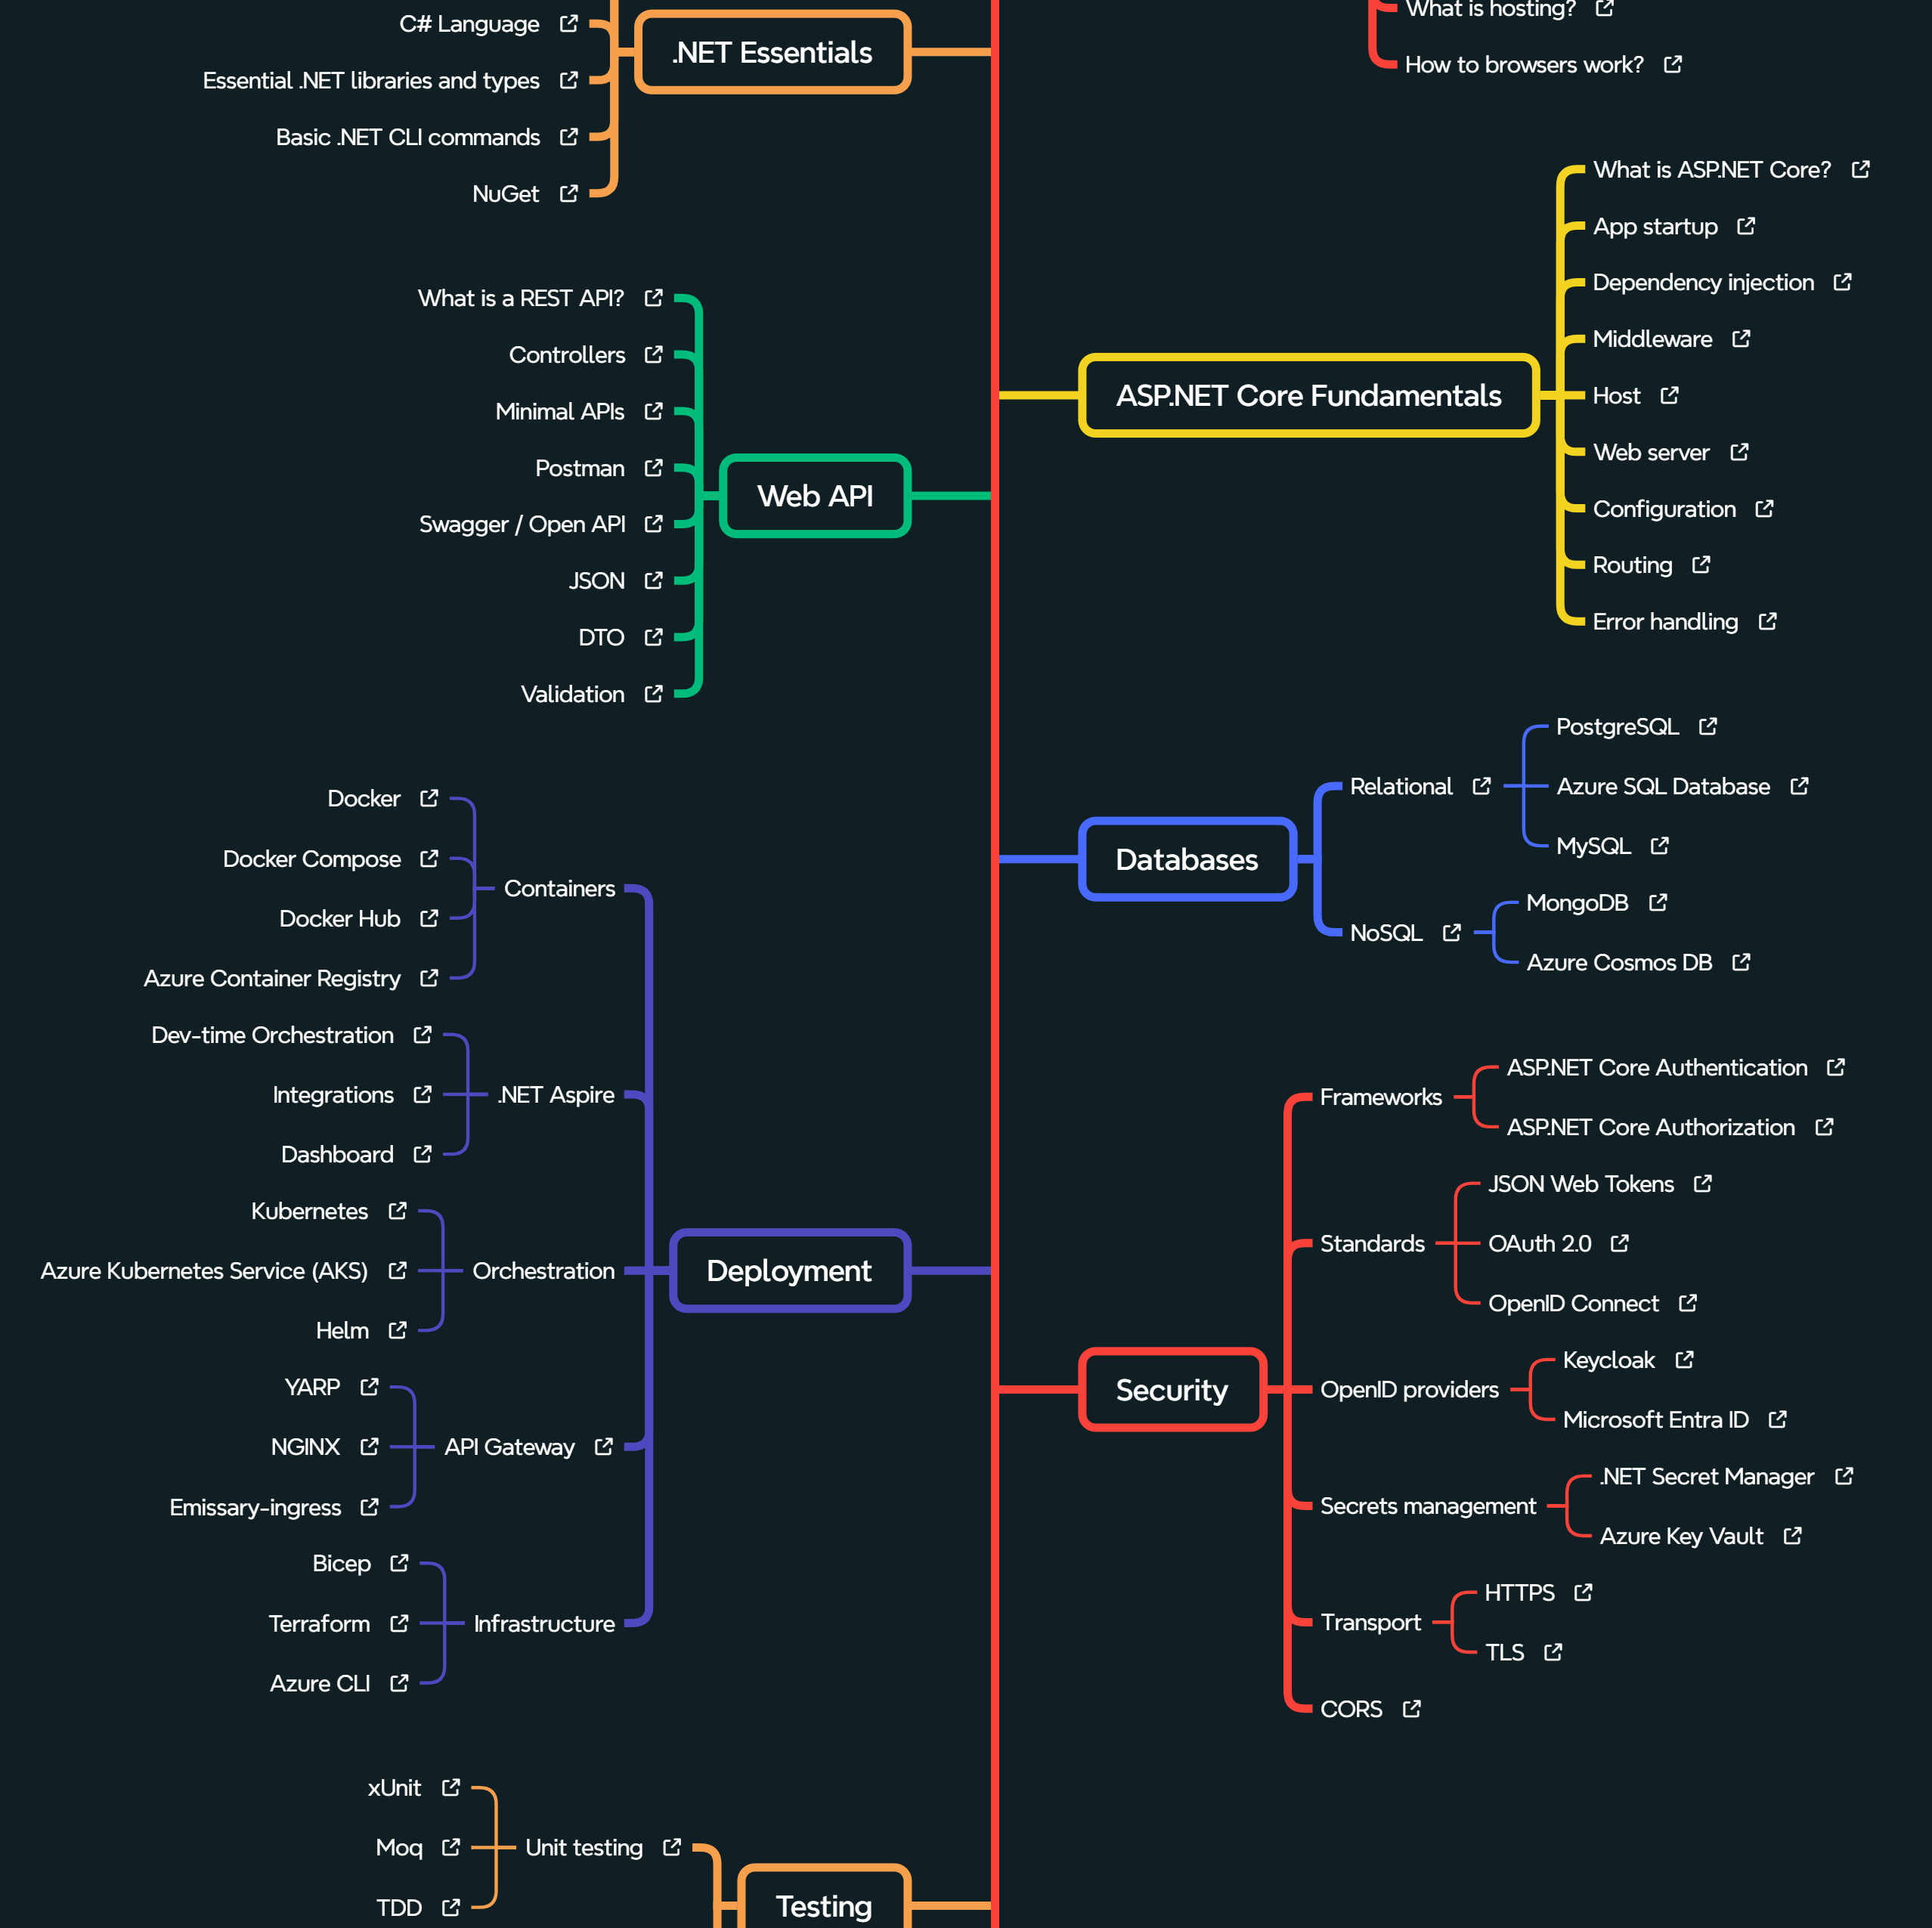 C# Language
Essential .NET libraries and types
Basic .NET CLI commands
NuGet
.NET Essentials
What is hosting?
How to browsers work?
What is ASP.NET Core?
App startup
Dependency injection
Middleware
Host
Web server
Configuration
Routing
Error handling
ASP.NET Core Fundamentals
What is a REST API?
Controllers
Minimal APIs
Postman
Swagger / Open API
JSON
DTO
Validation
Web API
Databases
Relational
PostgreSQL
Azure SQL Database
MySQL
NoSQL
MongoDB
Azure Cosmos DB
Docker
Docker Compose
Docker Hub
Azure Container Registry
Containers
Dev-time Orchestration
Integrations
Dashboard
.NET Aspire
Kubernetes
Azure Kubernetes Service (AKS)
Helm
Orchestration
Deployment
YARP
NGINX
Emissary-ingress
API Gateway
Bicep
Terraform
Azure CLI
Infrastructure
Security
Frameworks
ASP.NET Core Authentication
ASP.NET Core Authorization
Standards
JSON Web Tokens
OAuth 2.0
OpenID Connect
OpenID providers
Keycloak
Microsoft Entra ID
Secrets management
.NET Secret Manager
Azure Key Vault
Transport
HTTPS
TLS
CORS
xUnit
Moq
TDD
Unit testing
Testing